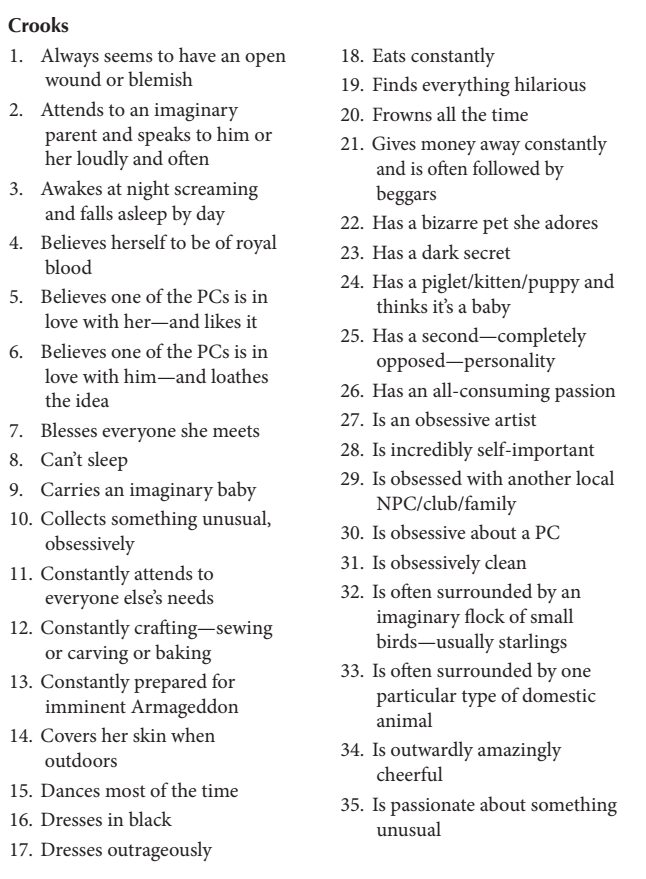 Crooks
1. Always seems to have an open
wound or blemish
2. Attends to an imaginary
parent and speaks to him or
her loudly and often
3. Awakes at night screaming
and falls asleep by day
4. Believes herself to be of royal
blood
5. Believes one of the PCs is in
love with her—and likes it
6. Believes one of the PCs is in
love with him—and loathes
the idea
7. Blesses everyone she meets
8. Can’t sleep
9. Carries an imaginary baby
10. Collects something unusual,
obsessively
11. Constantly attends to
everyone else’s needs
12. Constantly crafting—sewing
or carving or baking
13. Constantly prepared for
imminent Armageddon
14. Covers her skin when
outdoors
15. Dances most of the time
16. Dresses in black
17. Dresses outrageously
18. Eats constantly
19. Finds everything hilarious
20. Frowns all the time
21. Gives money away constantly
and is often followed by
beggars
22. Has a bizarre pet she adores
23. Has a dark secret
24. Has a piglet/kitten/puppy and
thinks it’s a baby
25. Has a second—completely
opposed—personality
26. Has an all-consuming passion
27. Is an obsessive artist
28. Is incredibly self-important
29. Is obsessed with another local
NPC/club/family
30. Is obsessive about a PC
31. Is obsessively clean
32. Is often surrounded by an
imaginary flock of small
birds—usually starlings
33. Is often surrounded by one
particular type of domestic
animal
34. Is outwardly amazingly
cheerful
35. Is passionate about something
unusual